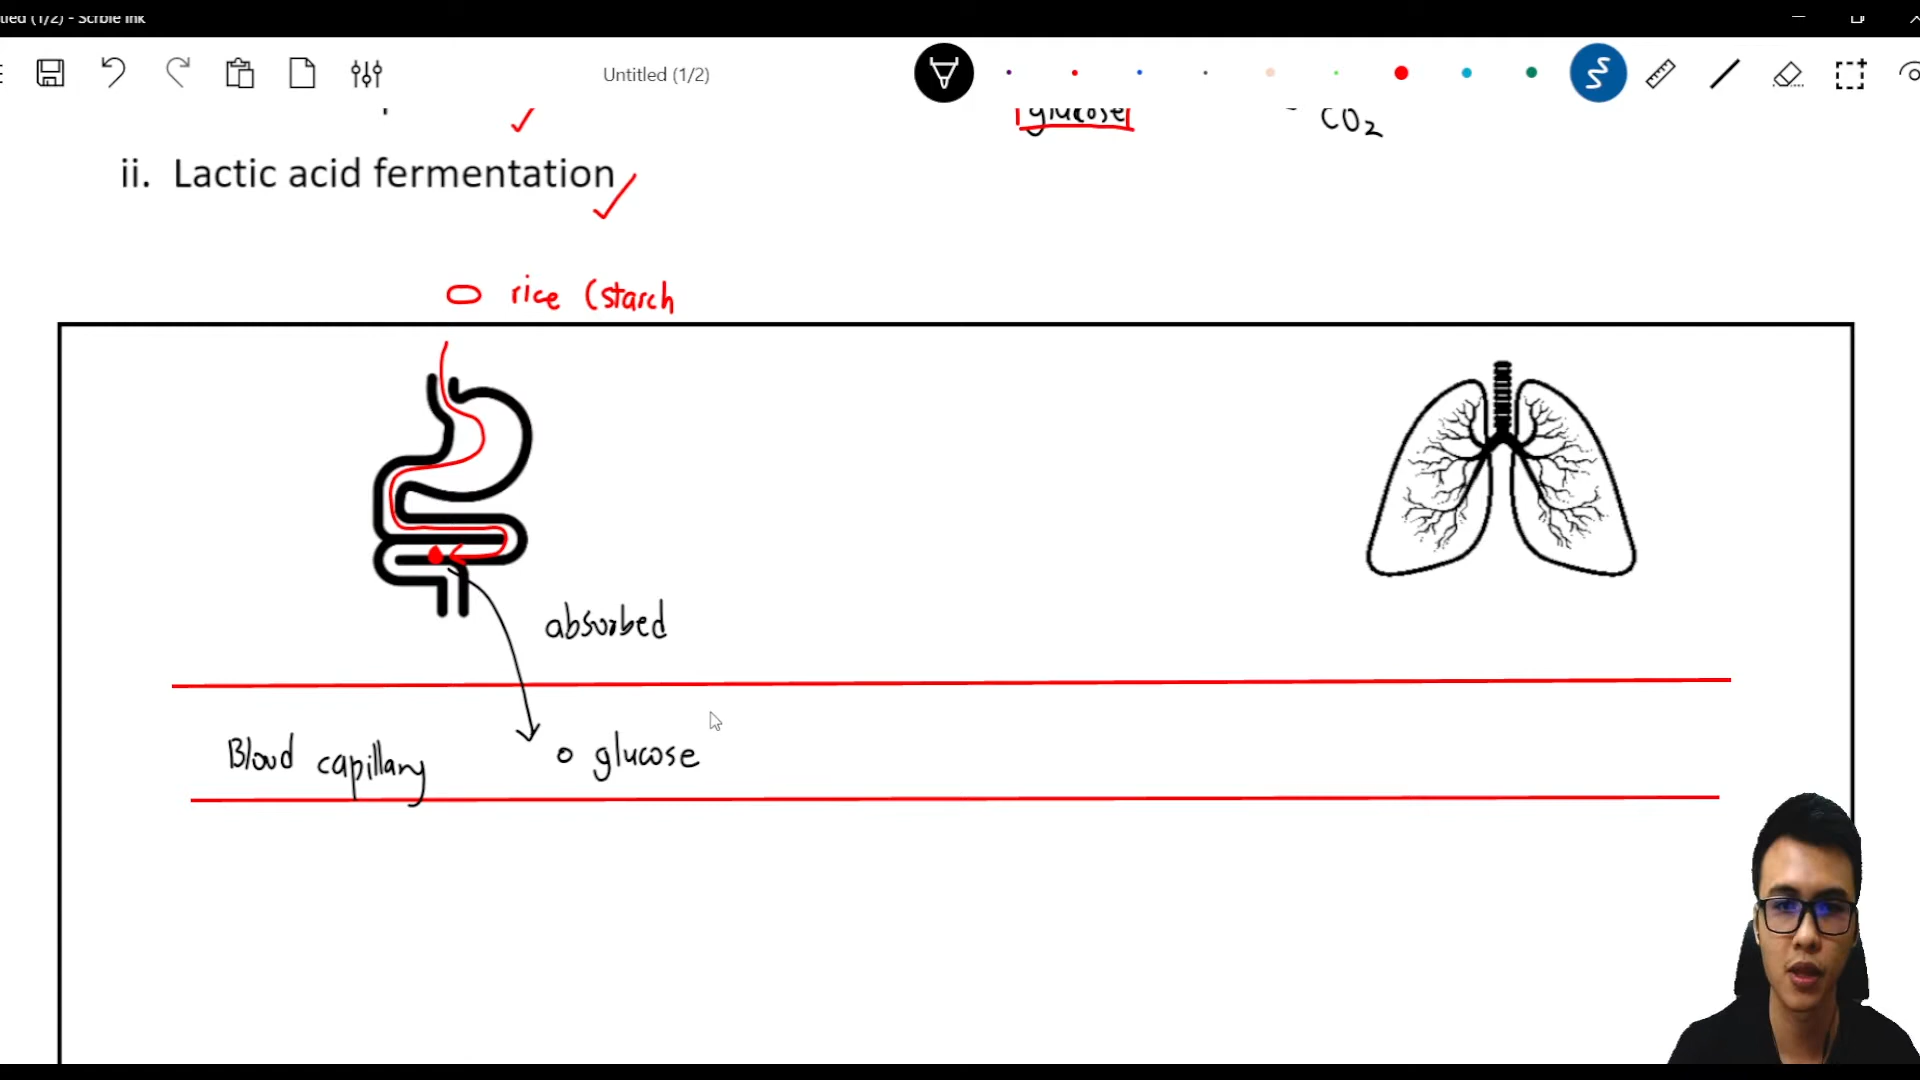 Untitled (1/2)
glucose
CO2
ii. Lactic acid fermentation
rice (starch
absorbed
Blood capillary
glucose